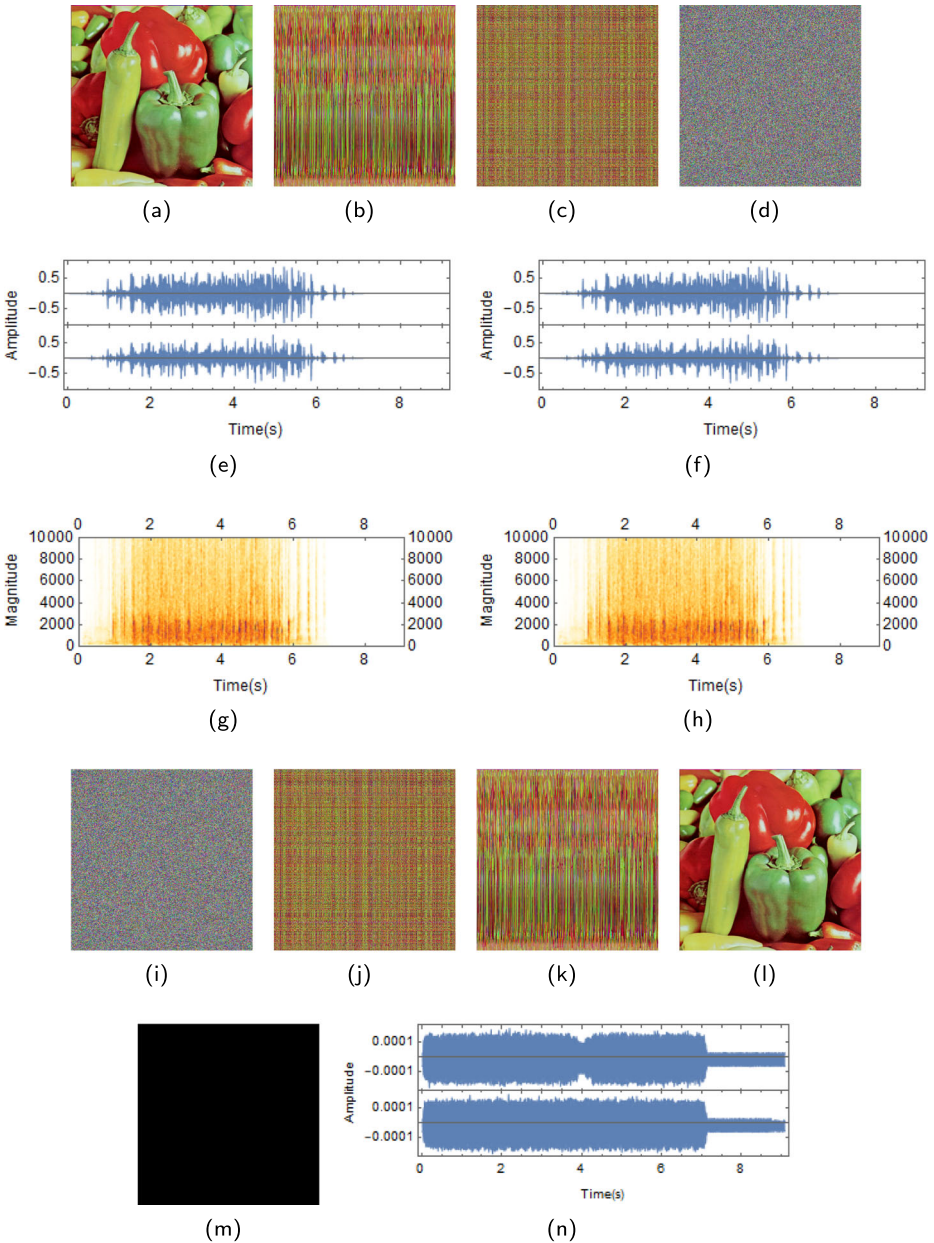 (a) (b) (c) (d)
0.5 0.5
−0.5 −0.5
0.5 0.5
−0.5 −0.5
Amplitude Amplitude
0 2 4 6 8 0 2 4 6 8
Time(s) Time(s)
(e) (f)
0 2 4 6 8 0 2 4 6 8
10000 10000 10000 10000
8000 8000 8000 8000
6000 6000 6000 6000
4000 4000 4000 4000
2000 2000 2000 2000
0 0 0 0
Magnitude Magnitude
0 2 4 6 8 0 2 4 6 8
Time(s) Time(s)
(g) (h)
(i) (j) (k) (l)
0.0001
−0.0001
0.0001
−0.0001
Amplitude
0 2 4 6 8
Time(s)
(m) (n)